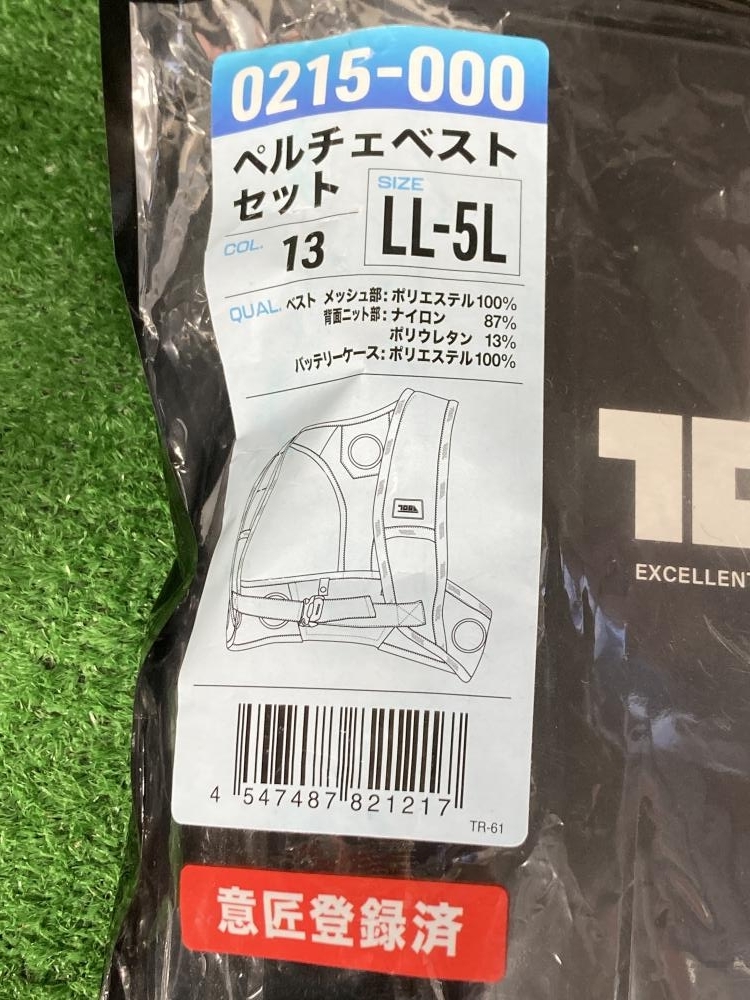 0215-000
ペルチェベスト
セット
SIZE
LL-5L
COL. 13
QUAL. ベスト メッシュ部:ポリエステル100%
背面ニット部:ナイロン 87%
ポリウレタン 13%
バッテリーケース:ポリエステル100%
4 547487 821217
TR-61
意匠登録済
EXCELLENT